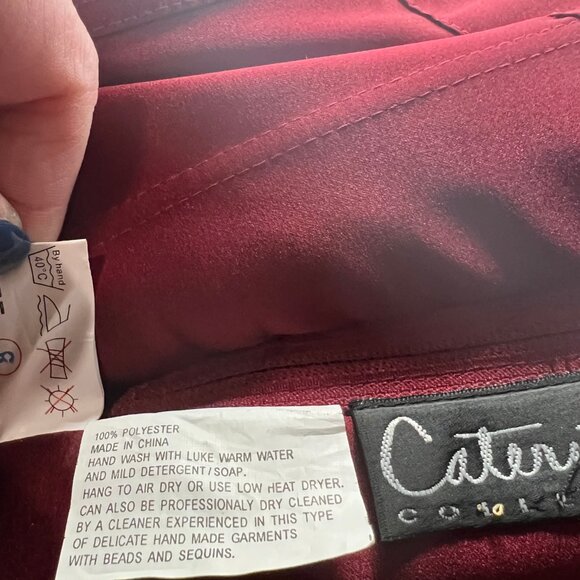 By hand
40°C
8
100% POLYESTER
MADE IN CHINA
HAND WASH WITH LUKE WARM WATER
AND MILD DETERGENT/SOAP.
HANG TO AIR DRY OR USE LOW HEAT DRYER.
CAN ALSO BE PROFESSIONALY DRY CLEANED
BY A CLEANER EXPERIENCED IN THIS TYPE
OF DELICATE HAND MADE GARMENTS
WITH BEADS AND SEQUINS.